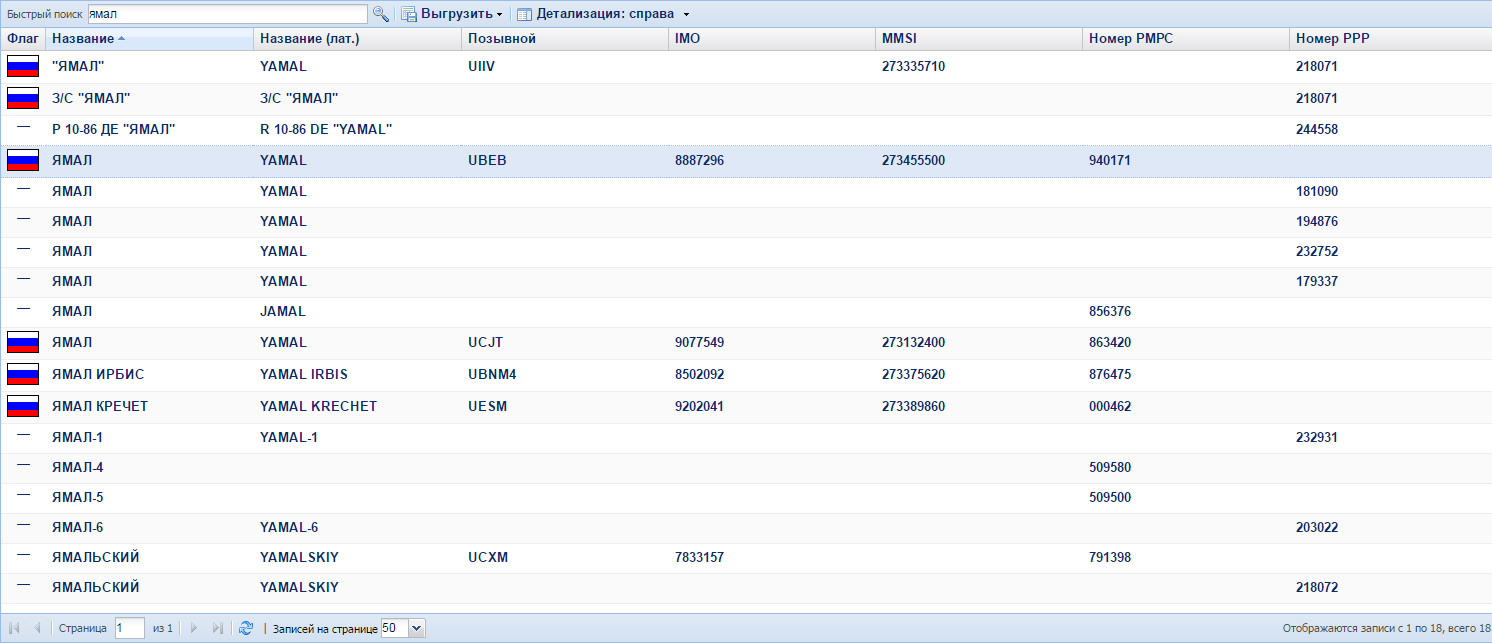 Быстрый поиск ямал Выгрузить Детализация: справа
Флаг Название Название (лат.) Позывной IMO MMSI Номер РМРС Номер РРР
"ЯМАЛ" YAMAL UIIV 273335710 218071
З/С "ЯМАЛ" З/С "ЯМАЛ" 218071
— Р 10-86 ДЕ "ЯМАЛ" R 10-86 DE "YAMAL" 244558
ЯМАЛ YAMAL UBEB 8887296 273455500 940171
— ЯМАЛ YAMAL 181090
— ЯМАЛ YAMAL 194876
— ЯМАЛ YAMAL 232752
— ЯМАЛ YAMAL 179337
— ЯМАЛ JAMAL 856376
ЯМАЛ YAMAL UCJT 9077549 273132400 863420
ЯМАЛ ИРБИС YAMAL IRBIS UBNM4 8502092 273375620 876475
ЯМАЛ КРЕЧЕТ YAMAL KRECHET UESM 9202041 273389860 000462
— ЯМАЛ-1 YAMAL-1 232931
— ЯМАЛ-4 509580
— ЯМАЛ-5 509500
— ЯМАЛ-6 YAMAL-6 203022
— ЯМАЛЬСКИЙ YAMALSKIY UCXM 7833157 791398
— ЯМАЛЬСКИЙ YAMALSKIY 218072
Страница 1 из 1 | Записей на странице 50 Отображаются записи с 1 по 18, всего 18